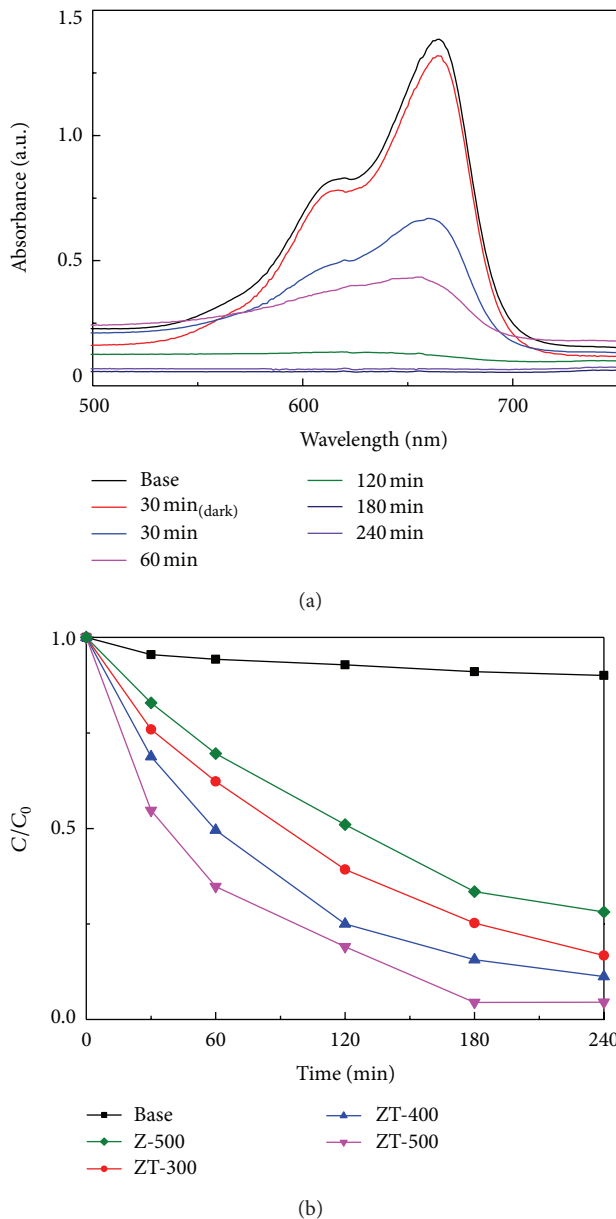 1.5
1.0
0.5
0
Absorbance (a.u.)
500 600 700
Wavelength (nm)
Base 120 min
30 min(dark) 180 min
30 min 240 min
60 min
(a)
1.0
0.5
0.0
C/C0
0 60 120 180 240
Time (min)
Base ZT-400
Z-500 ZT-500
ZT-300
(b)